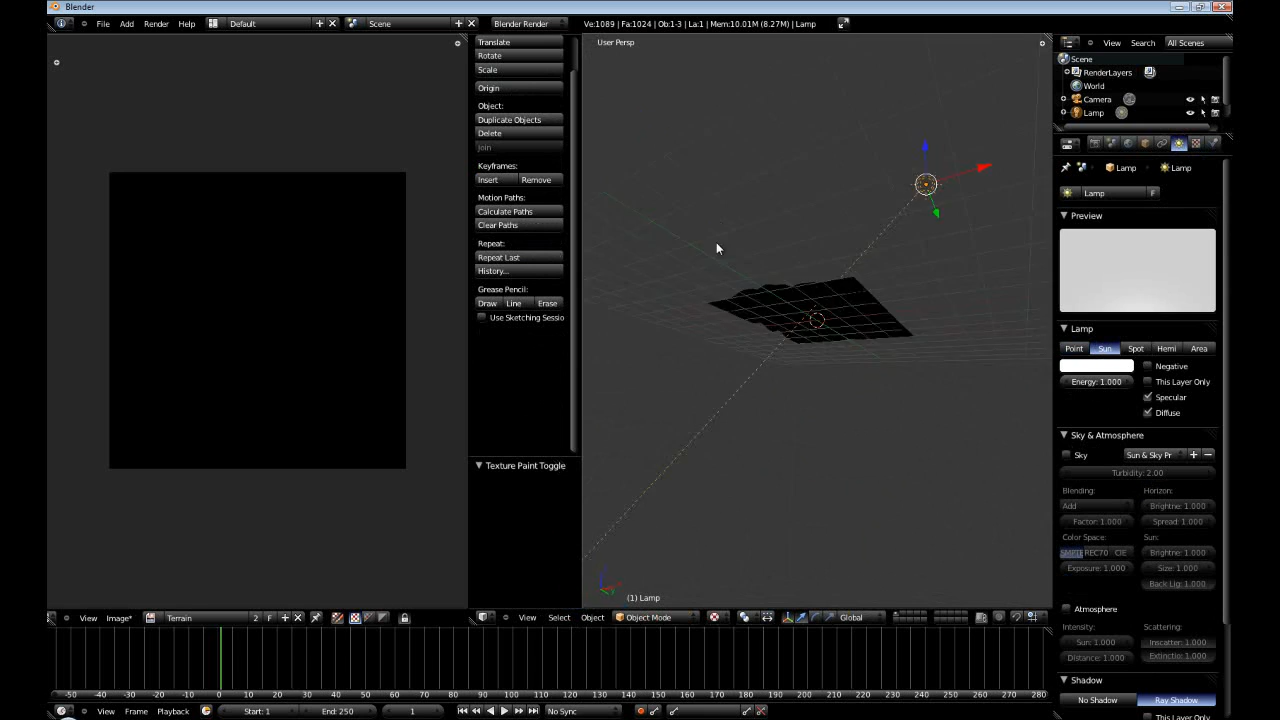 Blender
File Add Render Help Default Scene Blender Render Ve:1089 | Fa:1024 | Ob:1-3 | La:1 | Mem:10.01M (8.27M) | Lamp
Translate
Rotate
Scale
Origin
Object:
Duplicate Objects
Delete
Join
Keyframes:
Insert Remove
Motion Paths:
Calculate Paths
Clear Paths
Repeat:
Repeat Last
History...
Grease Pencil:
Draw Line Erase
Use Sketching Sessio
Texture Paint Toggle
User Persp
(1) Lamp
View Search All Scenes
Scene
RenderLayers
World
Camera
Lamp
Lamp Lamp
Lamp F
Preview
Lamp
Point Sun Spot Hemi Area
Negative
Energy: 1.000 This Layer Only
Specular
Diffuse
Sky & Atmosphere
Sky Sun & Sky Pr
Turbidity: 2.00
Blending: Horizon:
Add Brightne: 1.000
Factor: 1.000 Spread: 1.000
Color Space: Sun:
SMPTE REC70 CIE Brightne: 1.000
Exposure: 1.000 Size: 1.000
Back Lig: 1.000
Atmosphere
Intensity: Scattering:
Sun: 1.000 Inscatter: 1.000
Distance: 1.000 Extinctio: 1.000
Shadow
No Shadow Ray Shadow
This Layer Only
View Image* Terrain 2 F
View Select Object Object Mode Global
-50 -40 -30 -20 -10 0 10 20 30 40 50 60 70 80 90 100 110 120 130 140 150 160 170 180 190 200 210 220 230 240 250 260 270 280
View Frame Playback Start: 1 End: 250 1 No Sync